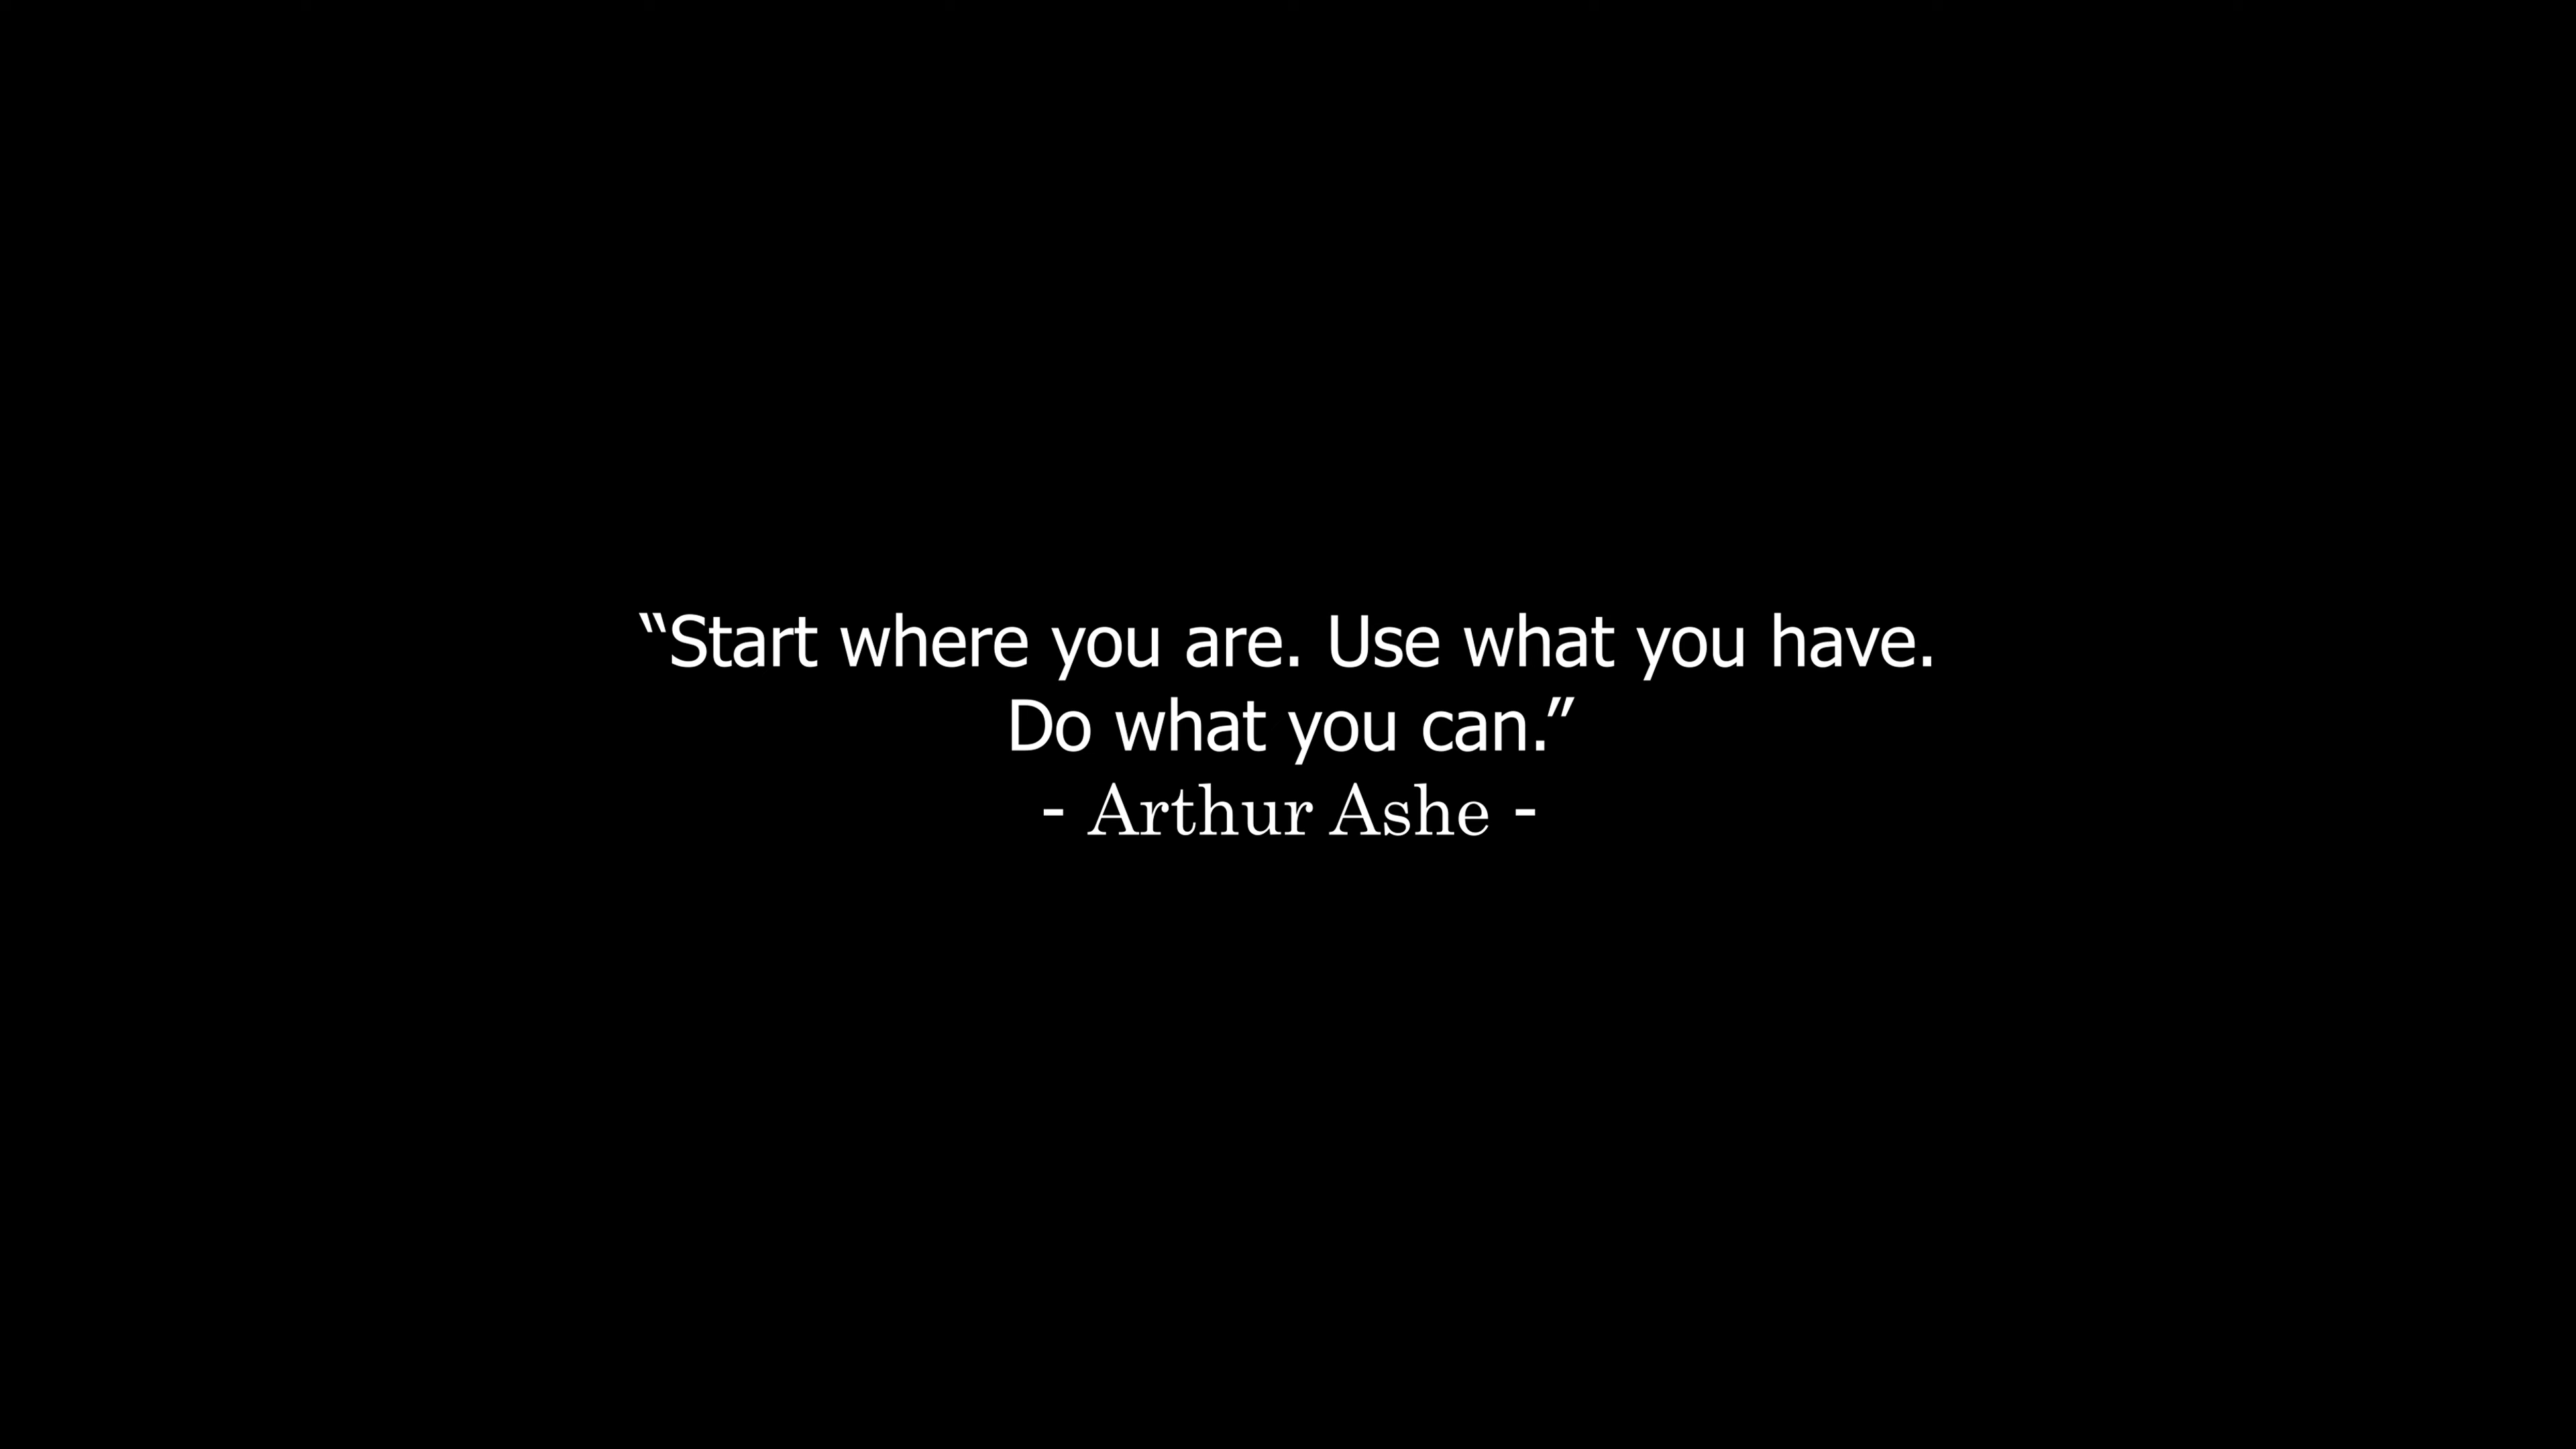 “Start where you are. Use what you have.
Do what you can.”
- Arthur Ashe -